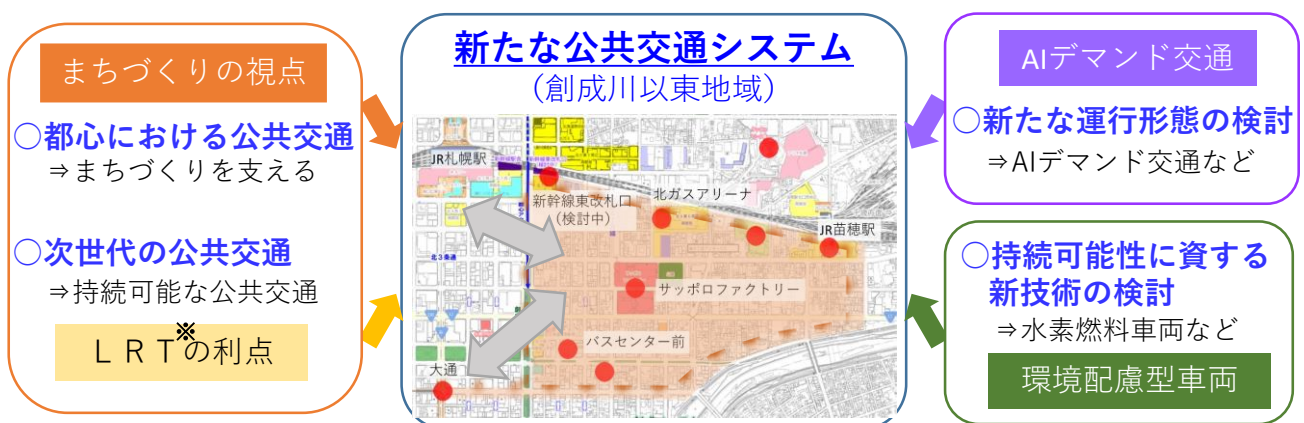 まちづくりの視点
○都心における公共交通
⇒まちづくりを支える
○次世代の公共交通
⇒持続可能な公共交通
ＬＲＴ※の利点
新たな公共交通システム
(創成川以東地域)
JR札幌駅
新幹線東改札口
(検討中)
北ガスアリーナ
JR苗穂駅
北3条通
サッポロファクトリー
バスセンター前
大通
AIデマンド交通
○新たな運行形態の検討
⇒AIデマンド交通など
○持続可能性に資する
新技術の検討
⇒水素燃料車両など
環境配慮型車両